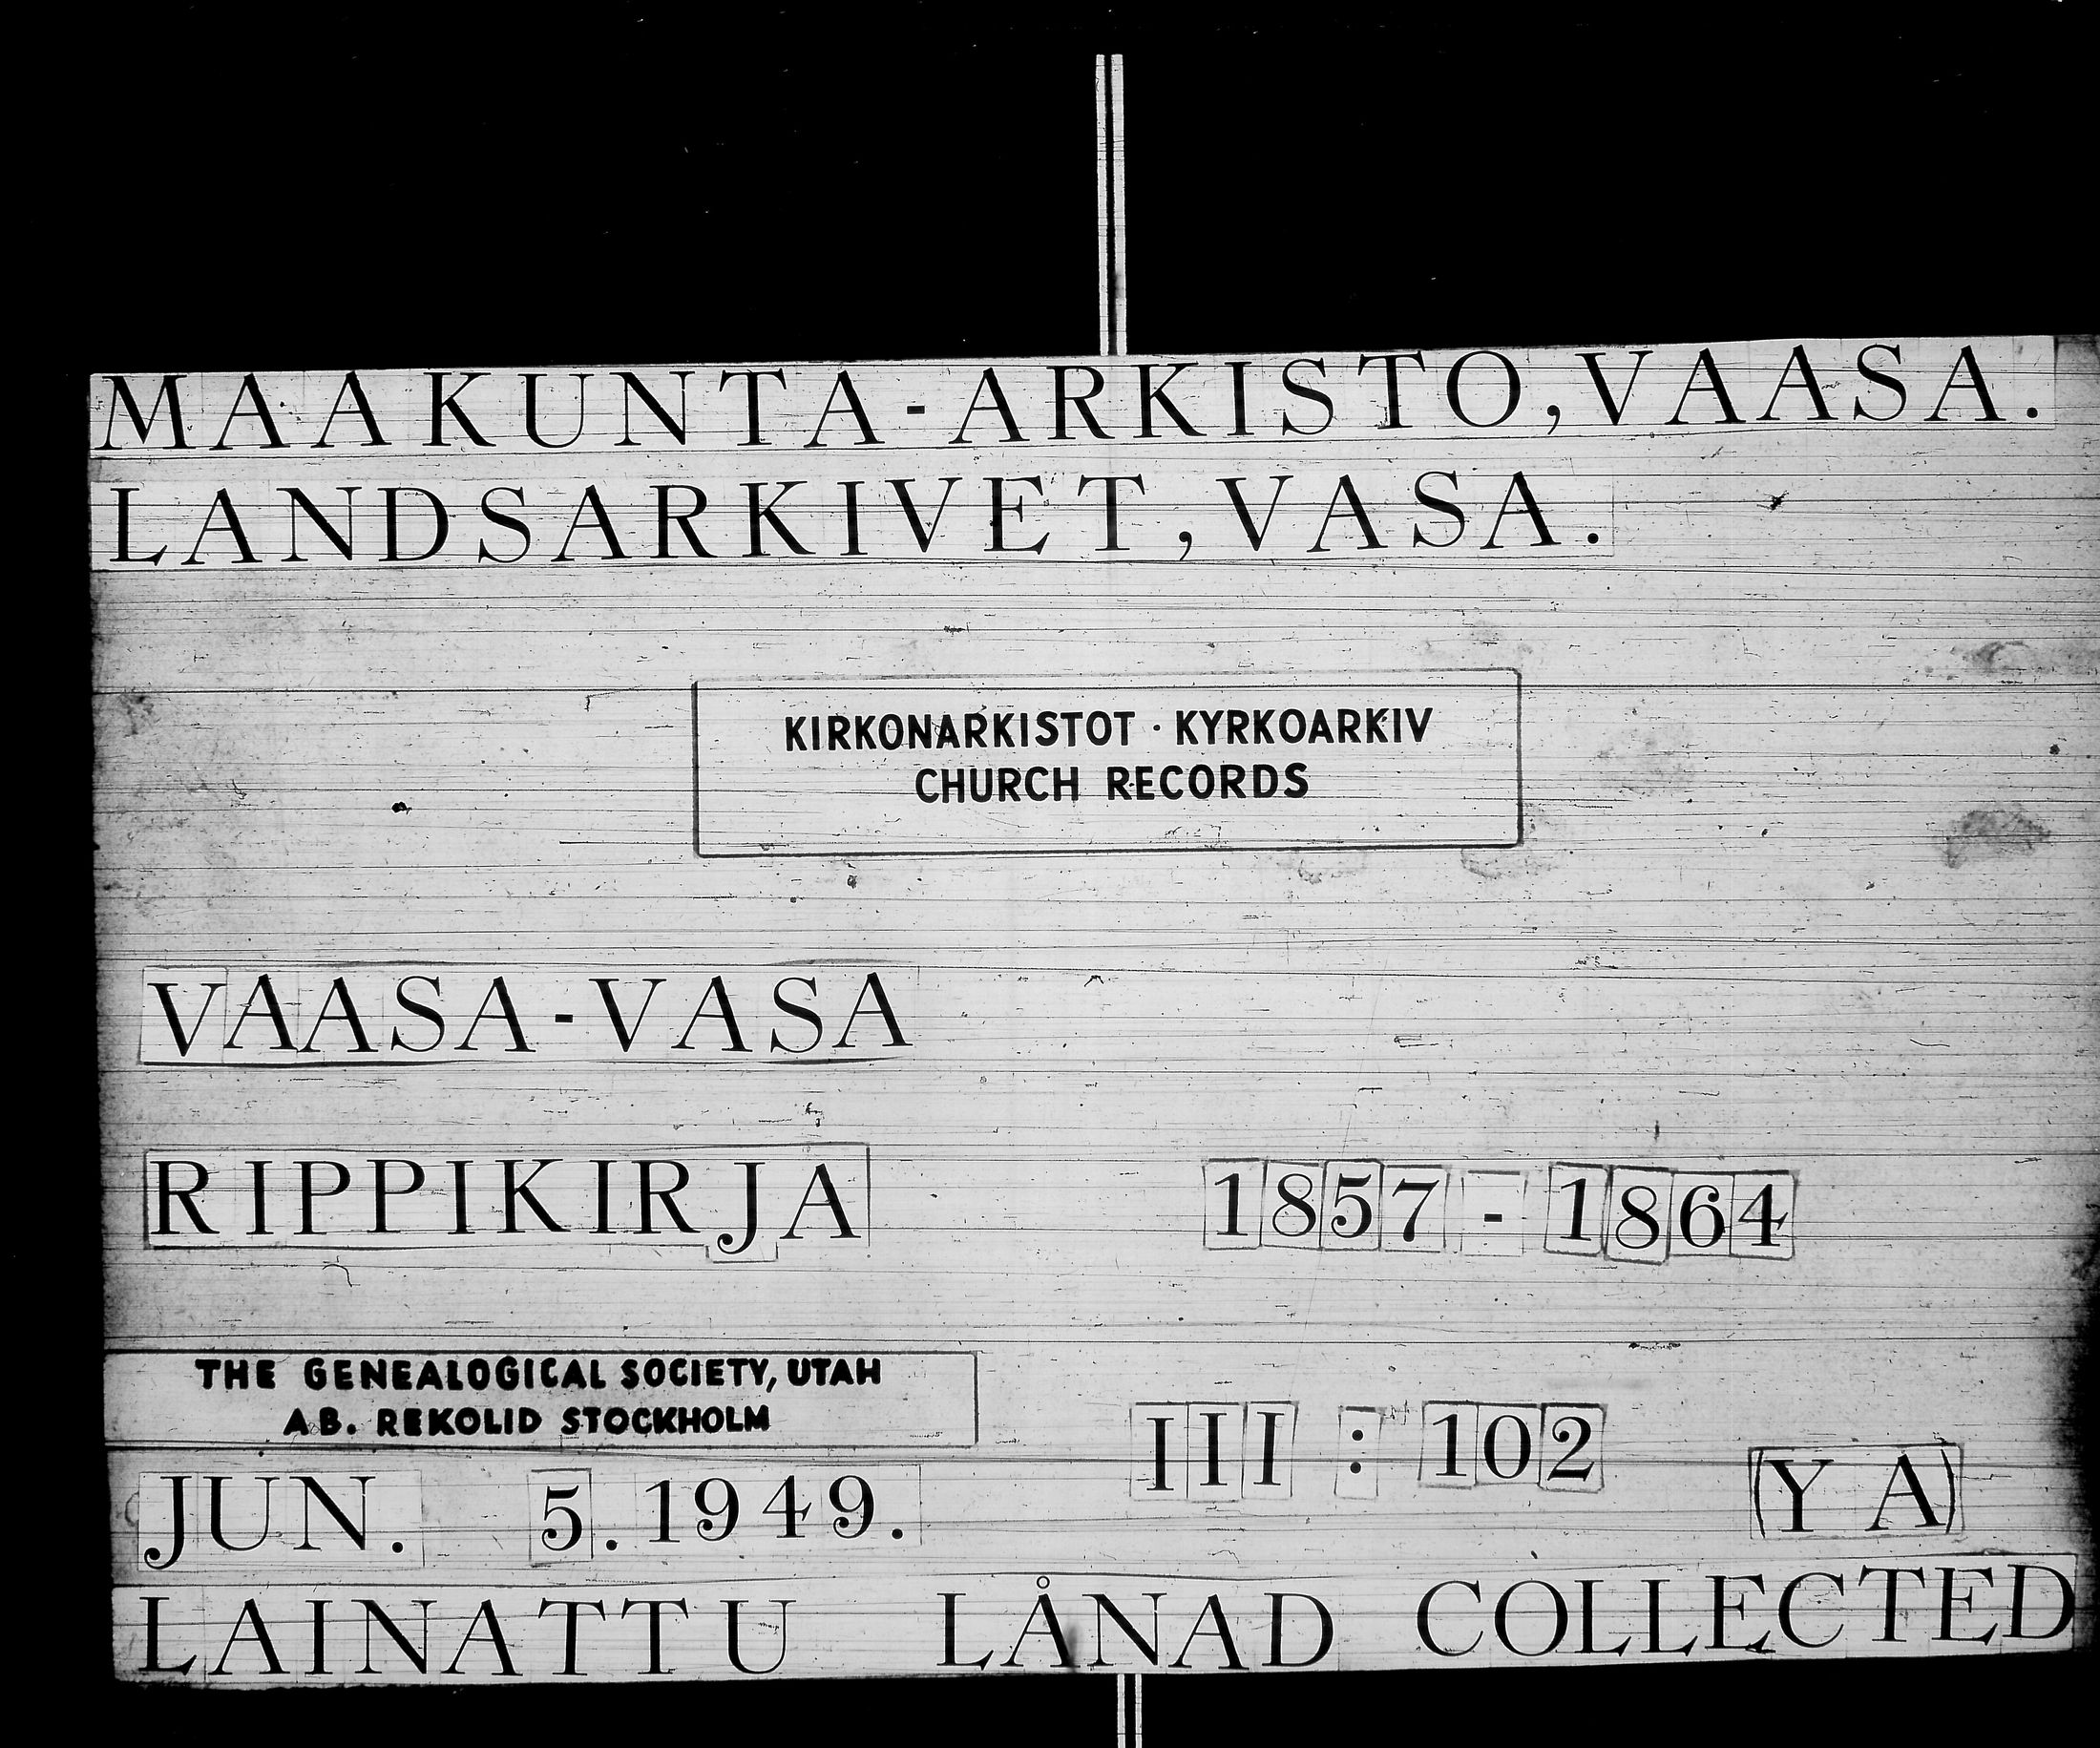 MAAKUNTA-ARKISTO, VAASA.
LANDSARKIVET, VASA.
KIRKONARKISTOT · KYRKOARKIV
CHURCH RECORDS
VAASA-VASA
RIPPIKIRJA 1857 - 1864
THE GENEALOGICAL SOCIETY, UTAH
AB. REKOLID STOCKHOLM
III : 102
JUN. 5.1949. (YA)
LAINATTU LÅNAD COLLECTED